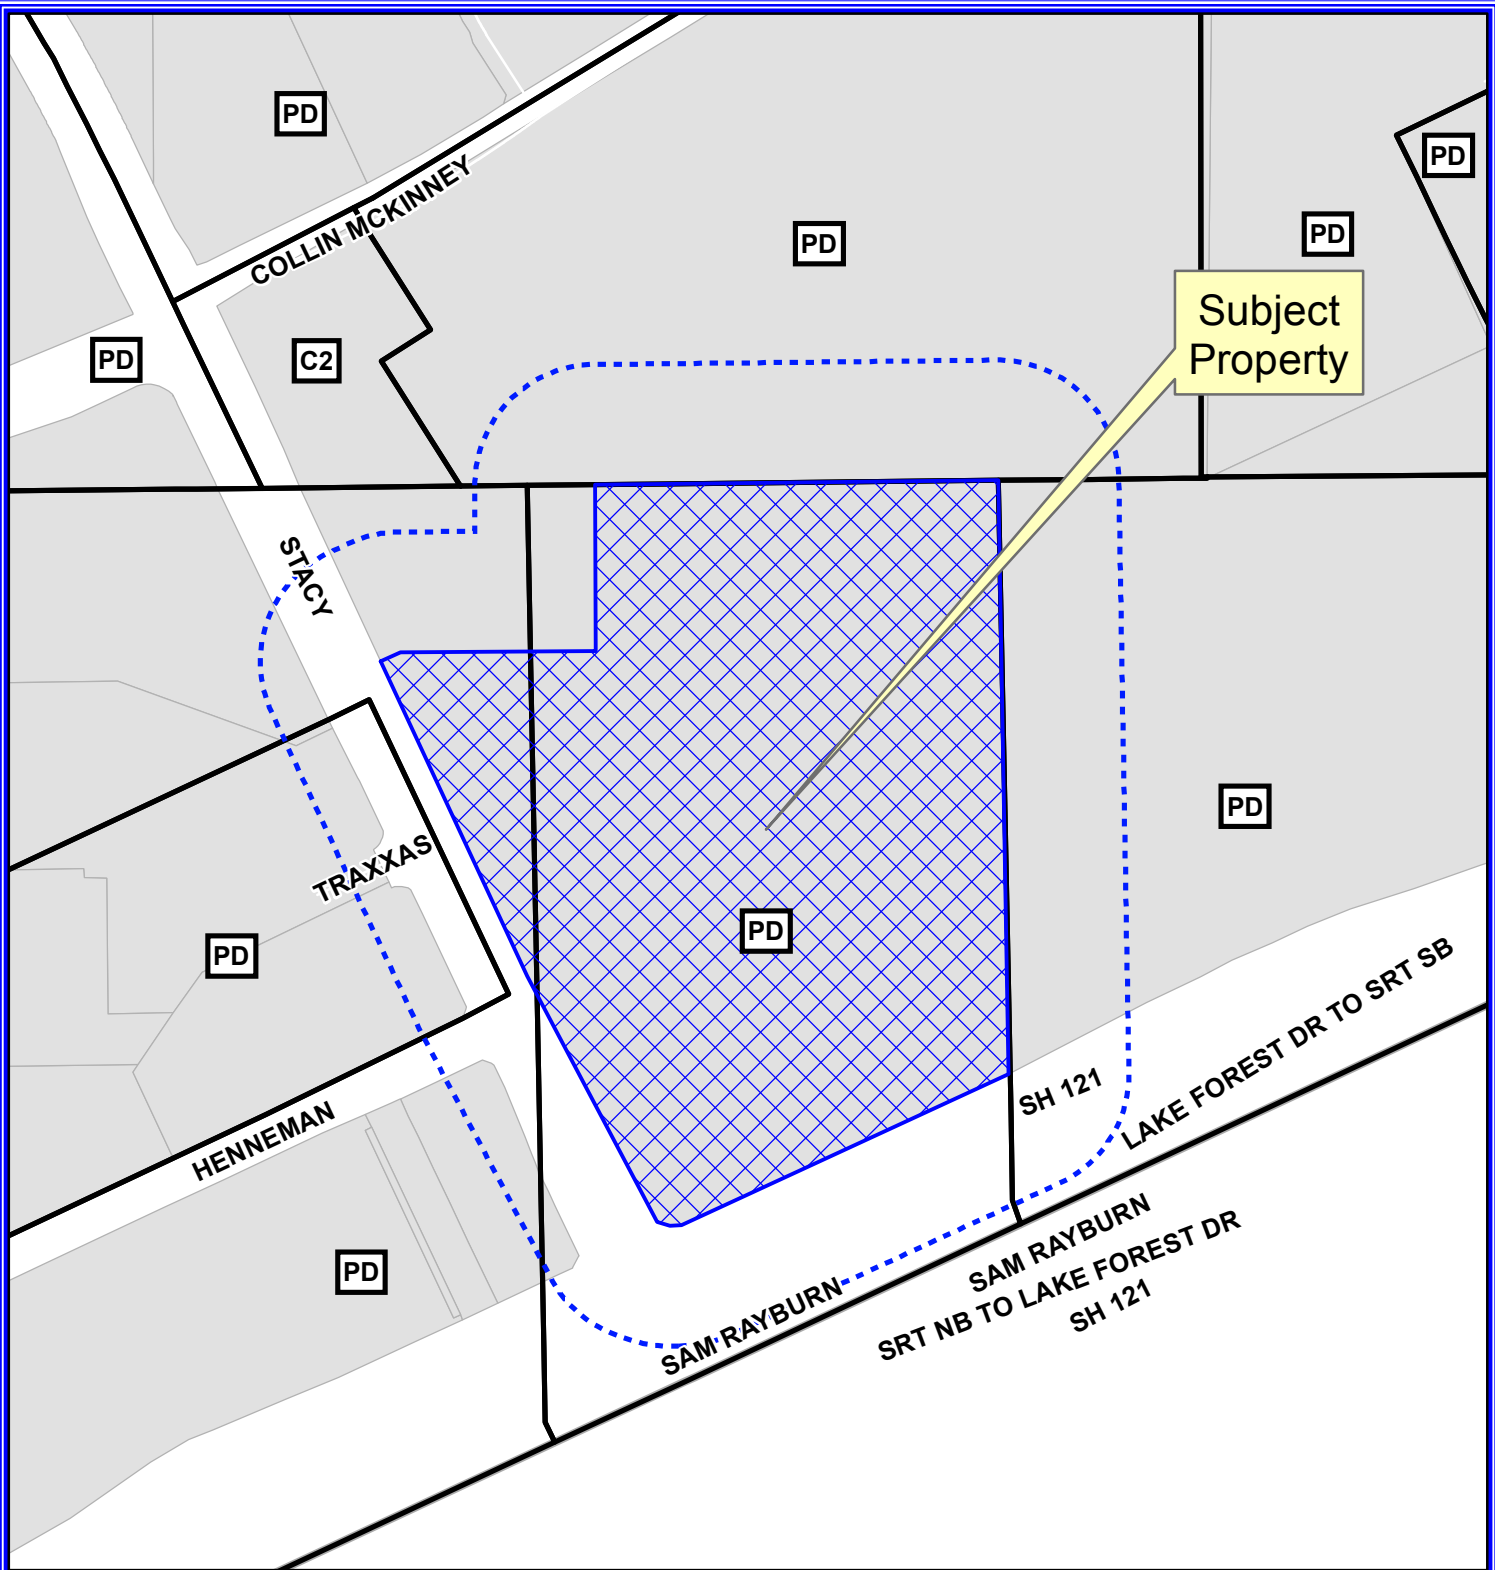 PD
PD
COLLIN MCKINNEY
PD
PD
Subject
Property
PD
C2
STACY
PD
TRAXXAS
PD
PD
LAKE FOREST DR TO SRT SB
SH 121
HENNEMAN
SAM RAYBURN
SRT NB TO LAKE FOREST DR
SH 121
PD
SAM RAYBURN